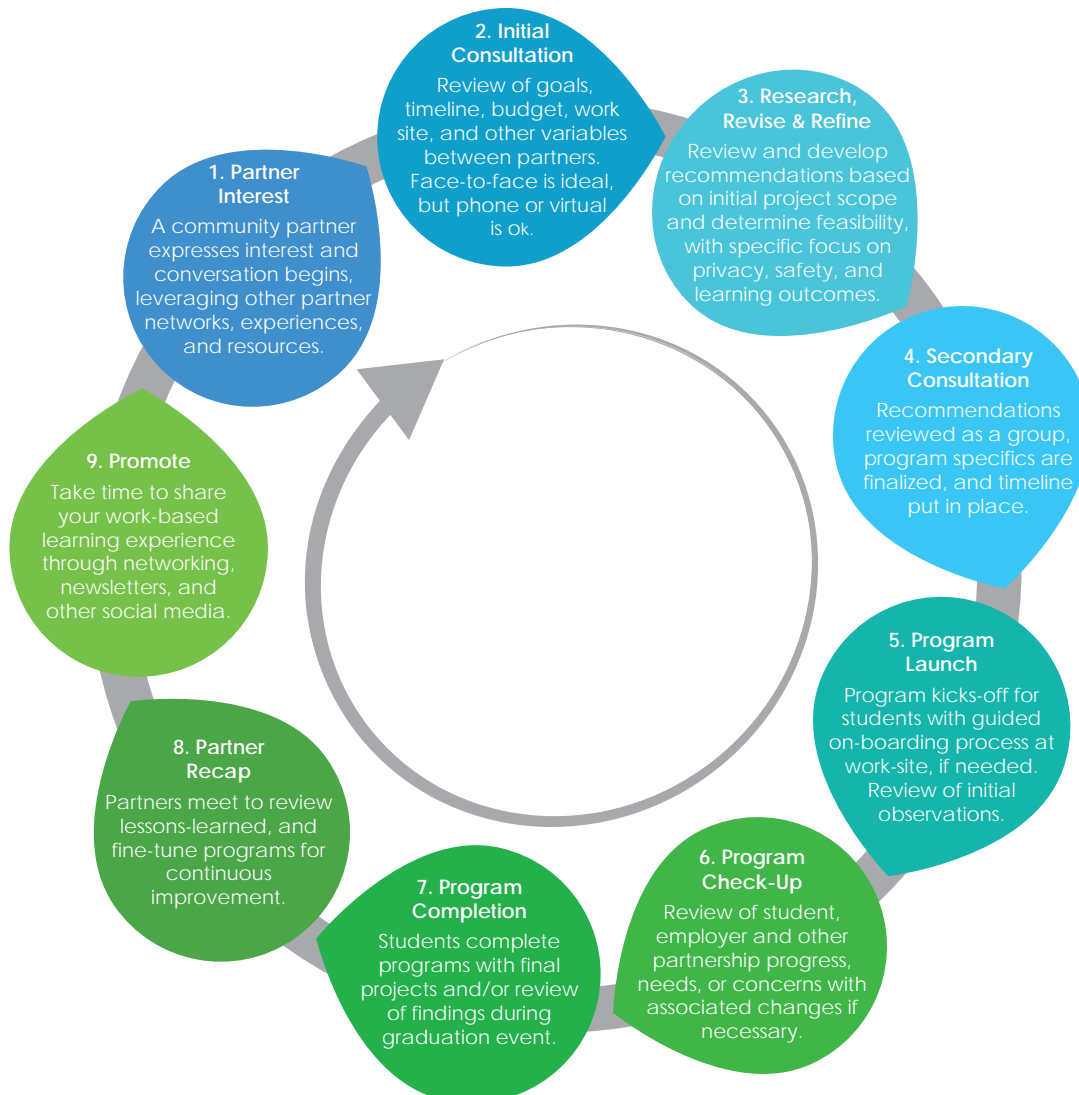 1. Partner
Interest
A community partner
expresses interest and
conversation begins,
leveraging other partner
networks, experiences,
and resources.
2. Initial
Consultation
Review of goals,
timeline, budget, work
site, and other variables
between partners.
Face-to-face is ideal,
but phone or virtual
is ok.
3. Research,
Revise & Refine
Review and develop
recommendations based
on initial project scope
and determine feasibility,
with specific focus on
privacy, safety, and
learning outcomes.
4. Secondary
Consultation
Recommendations
reviewed as a group,
program specifics are
finalized, and timeline
put in place.
5. Program
Launch
Program kicks-off for
students with guided
on-boarding process at
work-site, if needed.
Review of initial
observations.
6. Program
Check-Up
Review of student,
employer and other
partnership progress,
needs, or concerns with
associated changes if
necessary.
7. Program
Completion
Students complete
programs with final
projects and/or review
of findings during
graduation event.
8. Partner
Recap
Partners meet to review
lessons-learned, and
fine-tune programs for
continuous
improvement.
9. Promote
Take time to share
your work-based
learning experience
through networking,
newsletters, and
other social media.